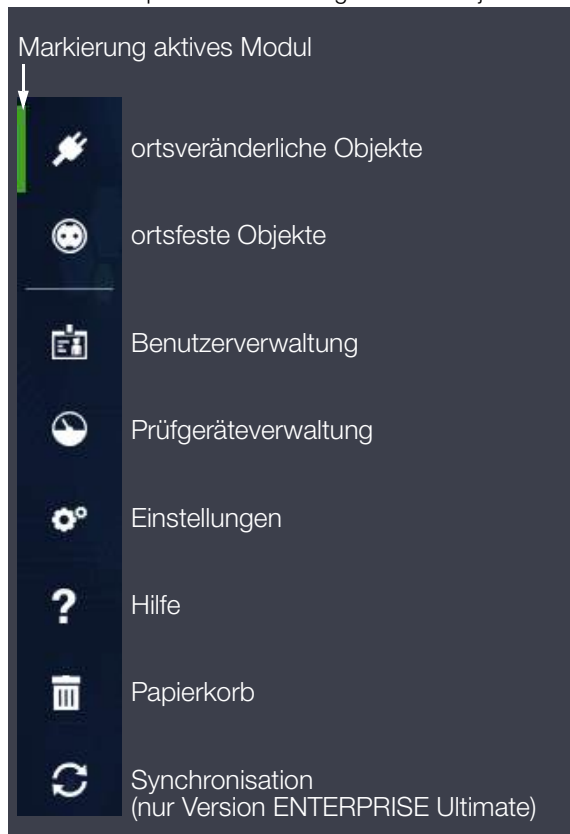 Markierung aktives Modul
ortsveränderliche Objekte
ortsfeste Objekte
Benutzerverwaltung
Prüfgeräteverwaltung
Einstellungen
? Hilfe
Papierkorb
Synchronisation
(nur Version ENTERPRISE Ultimate)